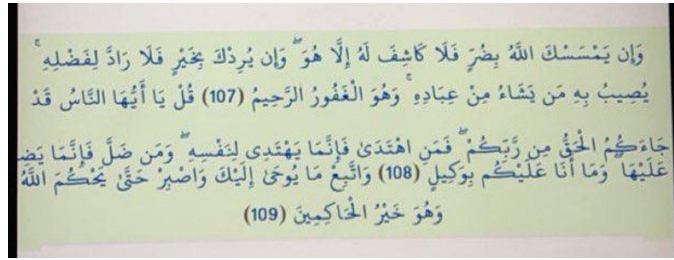 وَإِن يَمْسَسْكَ اللَّهُ بِضُرٍّ فَلَا كَاشِفَ لَهُ إِلَّا هُوَ ۖ وَإِن يُرِدْكَ بِخَيْرٍ فَلَا رَادَّ لِفَضْلِهِ ۚ
يُصِيبُ بِهِ مَن يَشَاءُ مِنْ عِبَادِهِ ۚ وَهُوَ الْغَفُورُ الرَّحِيمُ (107) قُلْ يَا أَيُّهَا النَّاسُ قَدْ
جَاءَكُمُ الْحَقُّ مِن رَّبِّكُمْ ۖ فَمَنِ اهْتَدَىٰ فَإِنَّمَا يَهْتَدِي لِنَفْسِهِ ۖ وَمَن ضَلَّ فَإِنَّمَا يَضِ
عَلَيْهَا ۖ وَمَا أَنَا عَلَيْكُم بِوَكِيلٍ (108) وَاتَّبِعْ مَا يُوحَىٰ إِلَيْكَ وَاصْبِرْ حَتَّىٰ يَحْكُمَ اللَّهُ
وَهُوَ خَيْرُ الْحَاكِمِينَ (109)